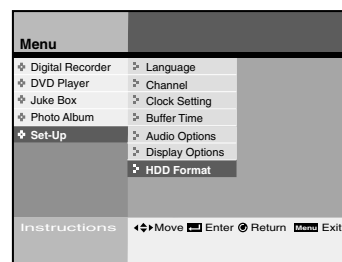 Menu
Digital Recorder
DVD Player
Juke Box
Photo Album
Set-Up
Language
Channel
Clock Setting
Buffer Time
Audio Options
Display Options
HDD Format
Instructions
Move Enter Return Menu Exit